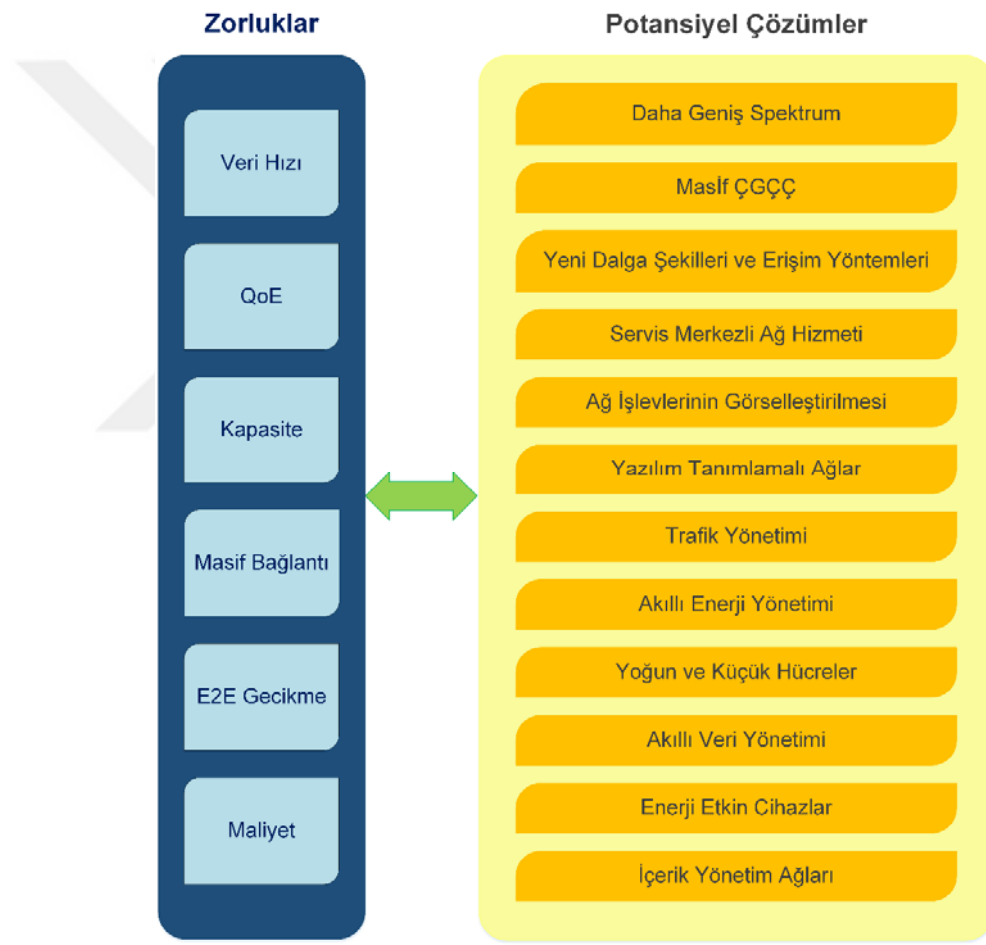 Zorluklar
Potansiyel Çözümler
Veri Hızı
QoE
Kapasite
Masif Bağlantı
E2E Gecikme
Maliyet
Daha Geniş Spektrum
Masİf ÇGÇÇ
Yeni Dalga Şekilleri ve Erişim Yöntemleri
Servis Merkezli Ağ Hizmeti
Ağ İşlevlerinin Görselleştirilmesi
Yazılım Tanımlamalı Ağlar
Trafik Yönetimi
Akıllı Enerji Yönetimi
Yoğun ve Küçük Hücreler
Akıllı Veri Yönetimi
Enerji Etkin Cihazlar
İçerik Yönetim Ağları